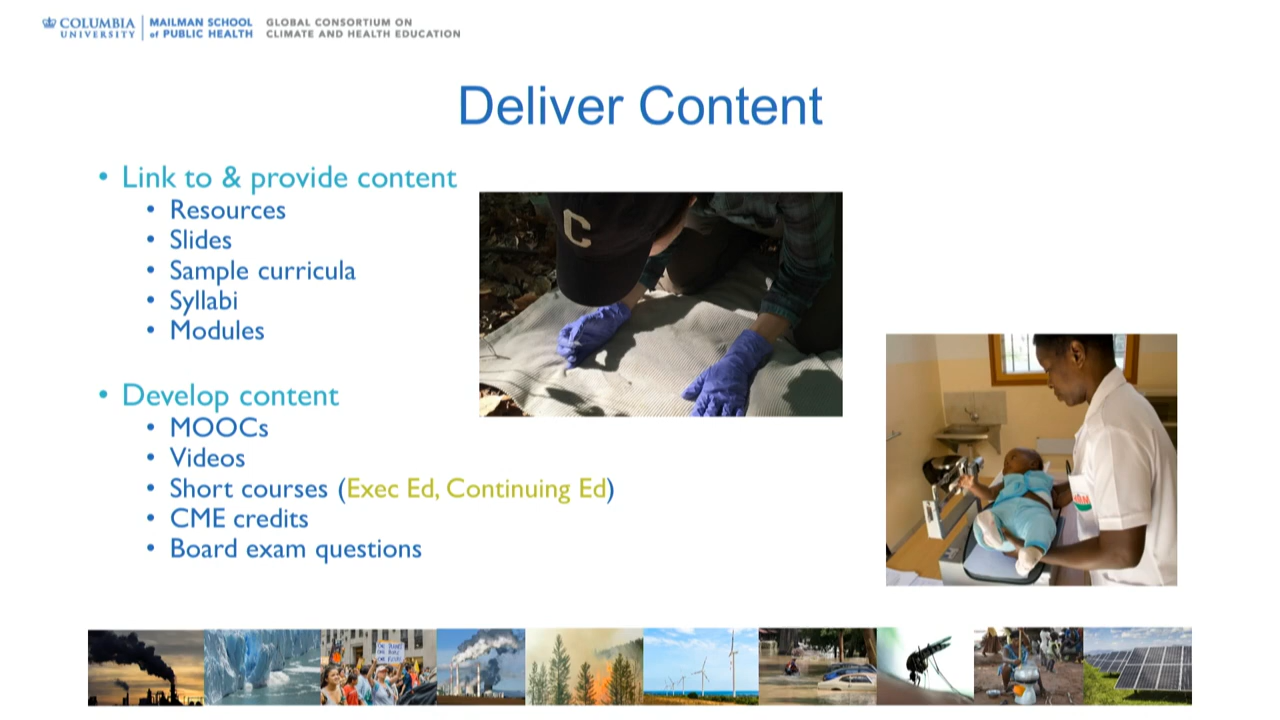 COLUMBIA UNIVERSITY
MAILMAN SCHOOL of PUBLIC HEALTH
GLOBAL CONSORTIUM ON CLIMATE AND HEALTH EDUCATION
Deliver Content
• Link to & provide content
• Resources
• Slides
• Sample curricula
• Syllabi
• Modules
• Develop content
• MOOCs
• Videos
• Short courses (Exec Ed, Continuing Ed)
• CME credits
• Board exam questions
C